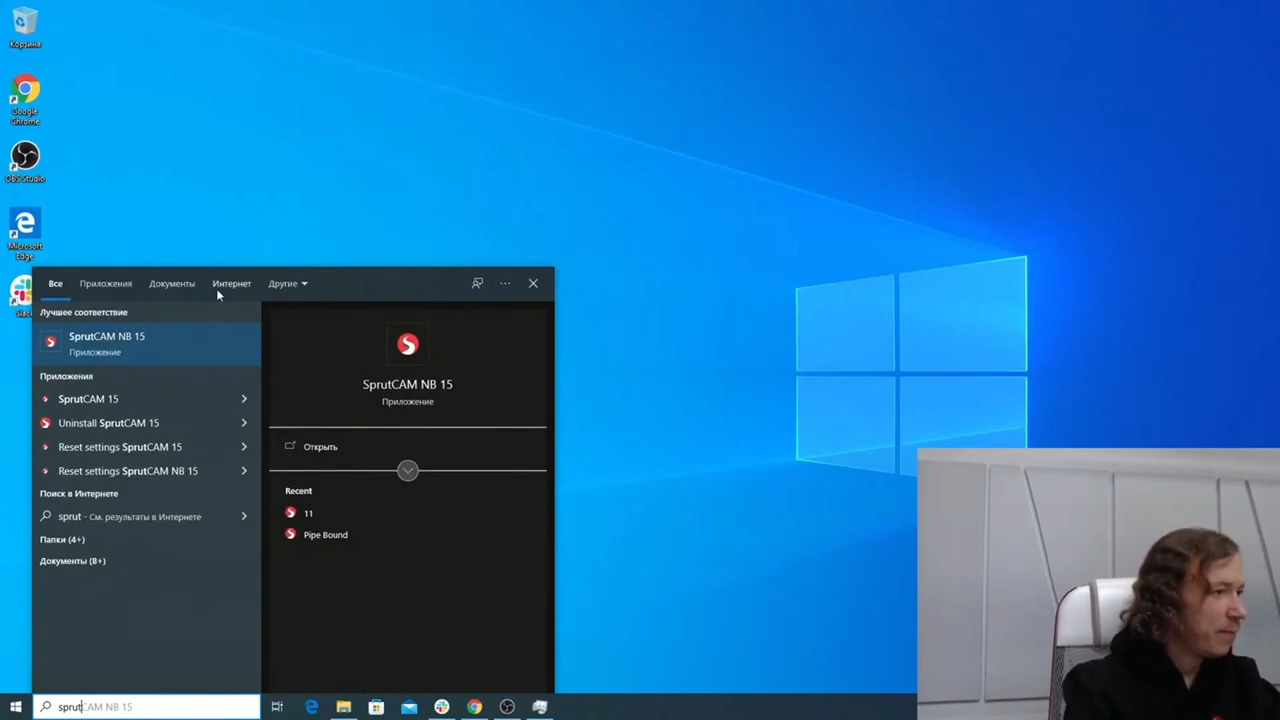 Корзина
Google
Chrome
OBS Studio
Microsoft
Edge
Slack
Все Приложения Документы Интернет Другие
Лучшее соответствие
SprutCAM NB 15
Приложение
Приложения
SprutCAM 15
Uninstall SprutCAM 15
Reset settings SprutCAM 15
Reset settings SprutCAM NB 15
Поиск в Интернете
sprut - См. результаты в Интернете
Папки (4+)
Документы (8+)
SprutCAM NB 15
Приложение
Открыть
Recent
11
Pipe Bound
sprutCAM NB 15